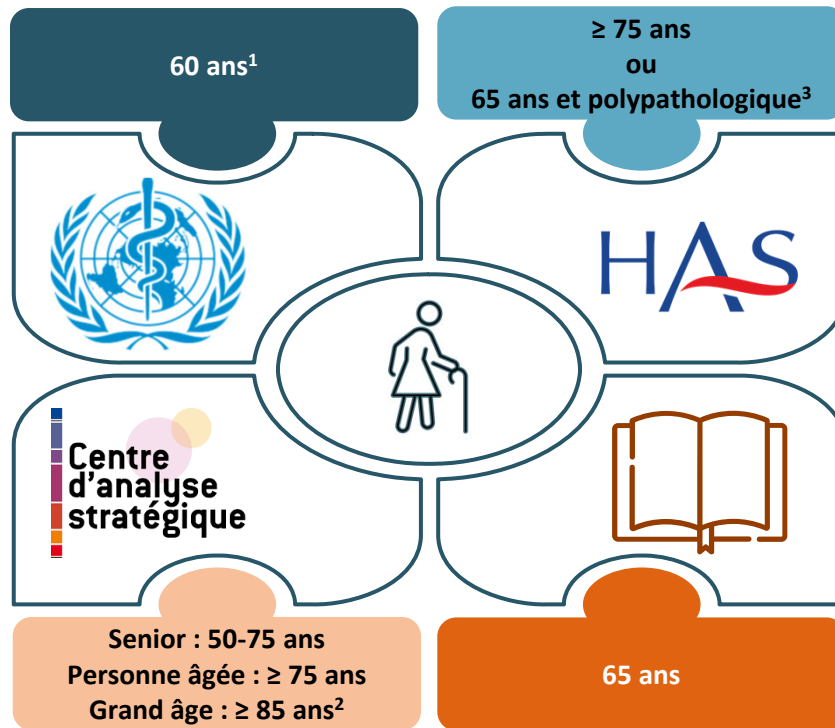 60 ans¹
≥ 75 ans
ou
65 ans et polypathologique³
HAS
Centre
d'analyse
stratégique
Senior : 50-75 ans
Personne âgée : ≥ 75 ans
Grand âge : ≥ 85 ans²
65 ans